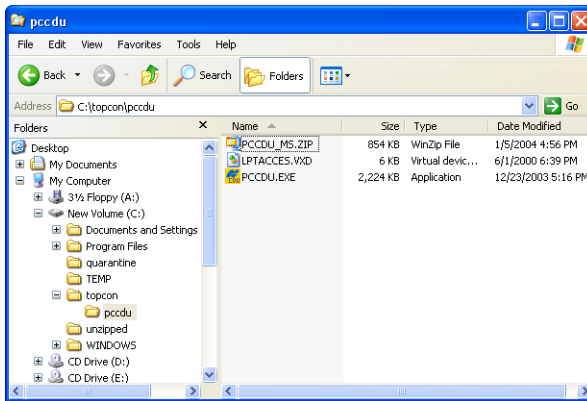 pccdu
File Edit View Favorites Tools Help
Back Search Folders
Address C:\topcon\pccdu Go
Folders Name Size Type Date Modified
Desktop PCCDU_MS.ZIP 854 KB WinZip File 1/5/2004 4:56 PM
My Documents LPTACCES.VXD 6 KB Virtual devic... 6/1/2000 6:39 PM
My Computer PCCDU.EXE 2,224 KB Application 12/23/2003 5:16 PM
3½ Floppy (A:)
New Volume (C:)
Documents and Settings
Program Files
quarantine
TEMP
topcon
pccdu
unzipped
WINDOWS
CD Drive (D:)
CD Drive (E:)